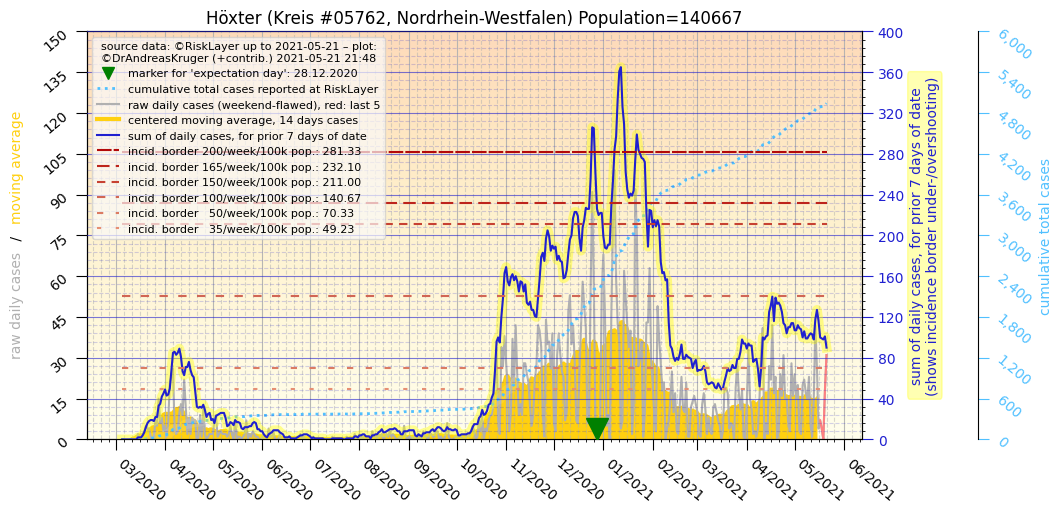 Höxter (Kreis #05762, Nordrhein-Westfalen) Population=140667
source data: ©RiskLayer up to 2021-05-21 – plot:
©DrAndreasKruger (+contrib.) 2021-05-21 21:48
marker for 'expectation day': 28.12.2020
cumulative total cases reported at RiskLayer
raw daily cases (weekend-flawed), red: last 5
centered moving average, 14 days cases
sum of daily cases, for prior 7 days of date
incid. border 200/week/100k pop.: 281.33
incid. border 165/week/100k pop.: 232.10
incid. border 150/week/100k pop.: 211.00
incid. border 100/week/100k pop.: 140.67
incid. border   50/week/100k pop.: 70.33
incid. border   35/week/100k pop.: 49.23
raw daily cases  /  moving average
150
135
120
105
90
75
60
45
30
15
0
03/2020
04/2020
05/2020
06/2020
07/2020
08/2020
09/2020
10/2020
11/2020
12/2020
01/2021
02/2021
03/2021
04/2021
05/2021
06/2021
400
360
320
280
240
200
160
120
80
40
0
sum of daily cases, for prior 7 days of date
(shows incidence border under-/overshooting)
6,000
5,400
4,800
4,200
3,600
3,000
2,400
1,800
1,200
600
0
cumulative total cases